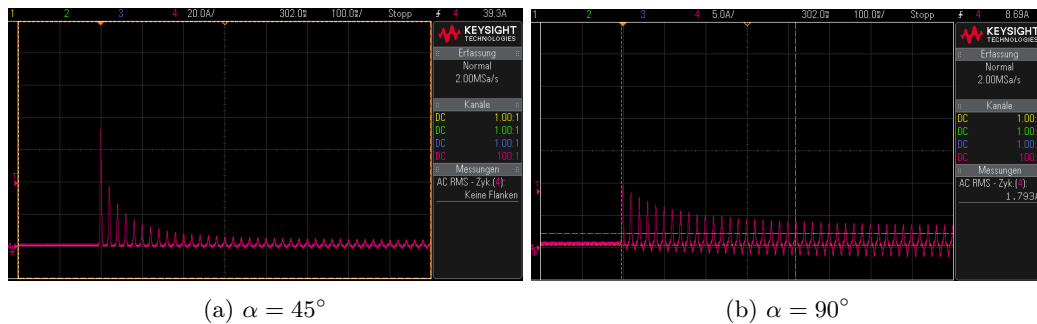 1 2 3 4 20.0A/ 302.0ms 100.0ms/ Stopp 4 39.3A
KEYSIGHT
TECHNOLOGIES
Erfassung
Normal
2.00MSa/s
Kanäle
DC 1.00:1
DC 1.00:1
DC 1.00:1
DC 100:1
Messungen
AC RMS - Zyk.(4):
Keine Flanken
(a) α = 45°
1 2 3 4 5.0A/ 302.0ms 100.0ms/ Stopp 4 8.69A
KEYSIGHT
TECHNOLOGIES
Erfassung
Normal
2.00MSa/s
Kanäle
DC 1.00:
DC 1.00:
DC 1.00:
DC 100:
Messungen
AC RMS - Zyk.(4):
1.793A
(b) α = 90°